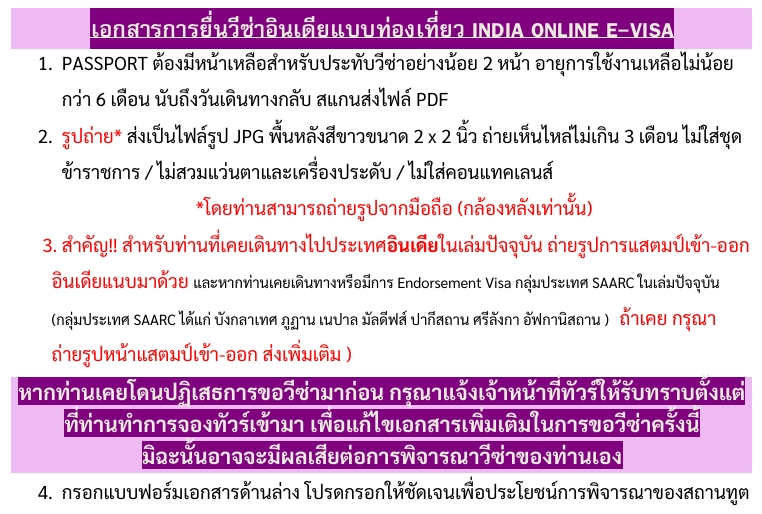 เอกสารการยื่นวีซ่าอินเดียแบบท่องเที่ยว INDIA ONLINE E–VISA
1. PASSPORT ต้องมีหน้าเหลือสำหรับประทับวีซ่าอย่างน้อย 2 หน้า อายุการใช้งานเหลือไม่น้อย
กว่า 6 เดือน นับถึงวันเดินทางกลับ สแกนส่งไฟล์ PDF
2. รูปถ่าย* ส่งเป็นไฟล์รูป JPG พื้นหลังสีขาวขนาด 2 x 2 นิ้ว ถ่ายเห็นไหล่ไม่เกิน 3 เดือน ไม่ใส่ชุด
ข้าราชการ / ไม่สวมแว่นตาและเครื่องประดับ / ไม่ใส่คอนแทคเลนส์
*โดยท่านสามารถถ่ายรูปจากมือถือ (กล้องหลังเท่านั้น)
3. สำคัญ!! สำหรับท่านที่เคยเดินทางไปประเทศอินเดียในเล่มปัจจุบัน ถ่ายรูปการแสตมป์เข้า-ออก
อินเดียแนบมาด้วย และหากท่านเคยเดินทางหรือมีการ Endorsement Visa กลุ่มประเทศ SAARC ในเล่มปัจจุบัน
(กลุ่มประเทศ SAARC ได้แก่ บังกลาเทศ ภูฏาน เนปาล มัลดีฟส์ ปากีสถาน ศรีลังกา อัฟกานิสถาน ) ถ้าเคย กรุณา
ถ่ายรูปหน้าแสตมป์เข้า-ออก ส่งเพิ่มเติม )
หากท่านเคยโดนปฏิเสธการขอวีซ่ามาก่อน กรุณาแจ้งเจ้าหน้าที่ทัวร์ให้รับทราบตั้งแต่
ที่ท่านทำการจองทัวร์เข้ามา เพื่อแก้ไขเอกสารเพิ่มเติมในการขอวีซ่าครั้งนี้
มิฉะนั้นอาจจะมีผลเสียต่อการพิจารณาวีซ่าของท่านเอง
4. กรอกแบบฟอร์มเอกสารด้านล่าง โปรดกรอกให้ชัดเจนเพื่อประโยชน์การพิจารณาของสถานทูต